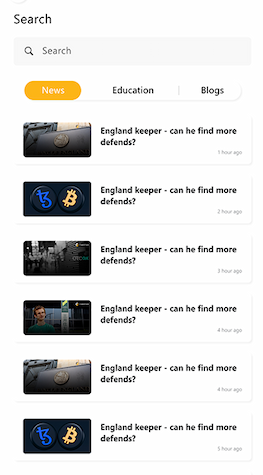 Search
Search
News
Education
Blogs
England keeper - can he find more
defends?
1 hour ago
England keeper - can he find more
defends?
2 hour ago
England keeper - can he find more
defends?
3 hour ago
England keeper - can he find more
defends?
4 hour ago
England keeper - can he find more
defends?
4 hour ago
England keeper - can he find more
defends?
3 hour ago